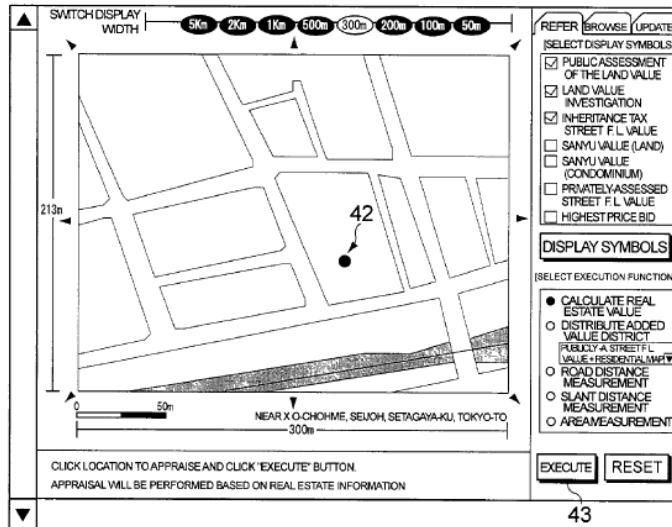 SWITCH DISPLAY
WIDTH
5Km 2Km 1Km 500m 300m 200m 100m 50m
REFER BROWSE UPDATE
[SELECT DISPLAY SYMBOLS
PUBLIC ASSESSMENT
OF THE LAND VALUE
LAND VALUE
INVESTIGATION
INHERITANCE TAX
STREET F. L. VALUE
SANYU VALUE (LAND)
SANYU VALUE
(CONDOMINIUM)
PRIVATELY-ASSESSED
STREET F. L. VALUE
HIGHEST PRICE BID
DISPLAY SYMBOLS
42
213m
[SELECT EXECUTION FUNCTION
CALCULATE REAL
ESTATE VALUE
DISTRIBUTE ADDED
VALUE DISTRICT
PUBLICLY-A STREET F L
VALUE + RESIDENTIAL MAP
ROAD DISTANCE
MEASUREMENT
SLANT DISTANCE
MEASUREMENT
AREA MEASUREMENT
0 50m
NEAR X O-CHOHME, SEIJOH, SETAGAYA-KU, TOKYO-TO
300m
CLICK LOCATION TO APPRAISE AND CLICK "EXECUTE" BUTTON.
APPRAISAL WILL BE PERFORMED BASED ON REAL ESTATE INFORMATION
EXECUTE RESET
43